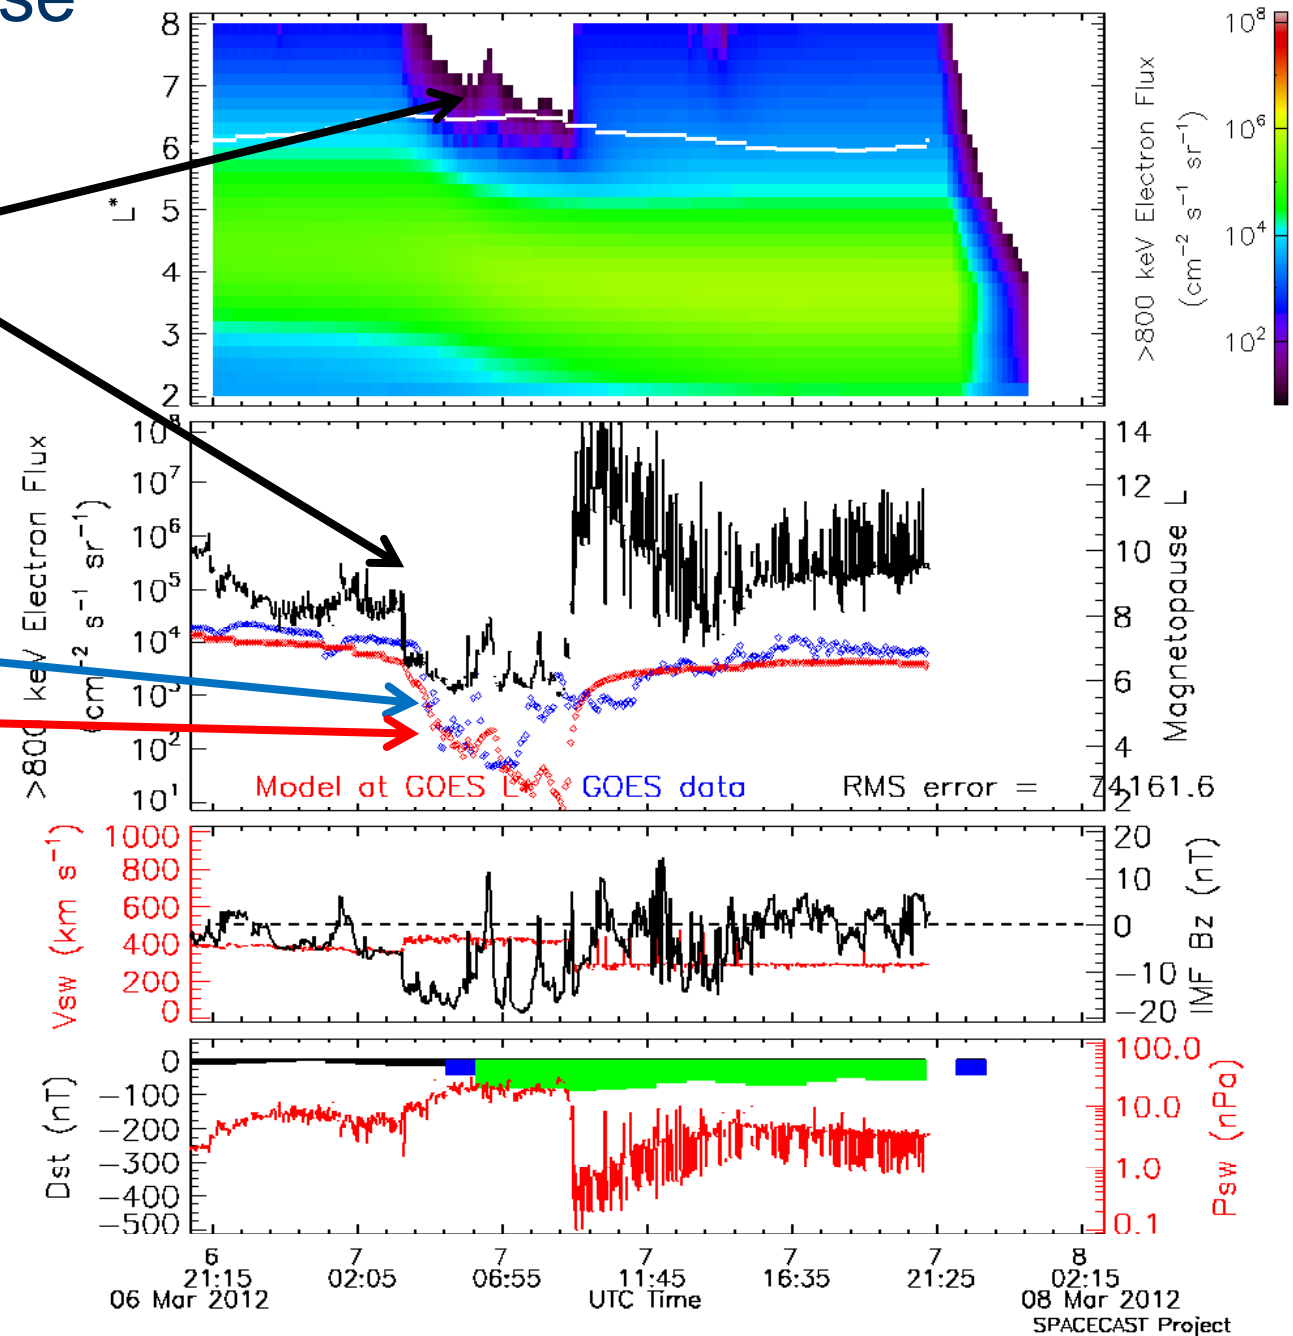 se
8
7
6
5
4
3
2
L*
>800 keV Electron Flux
(cm⁻² s⁻¹ sr⁻¹)
10⁸
10⁶
10⁴
10²
>800 keV Electron Flux
(cm⁻² s⁻¹ sr⁻¹)
10⁸
10⁷
10⁶
10⁵
10⁴
10³
10²
10¹
14
12
10
8
6
4
2
Magnetopause L
Model at GOES L*
GOES data
RMS error = 74161.6
Vsw (km s⁻¹)
1000
800
600
400
200
0
20
10
0
−10
−20
IMF Bz (nT)
Dst (nT)
0
−100
−200
−300
−400
−500
100.0
10.0
1.0
0.1
Psw (nPa)
6 7 7 7 7 7 8
21:15 02:05 06:55 11:45 16:35 21:25 02:15
06 Mar 2012 UTC Time 08 Mar 2012
SPACECAST Project